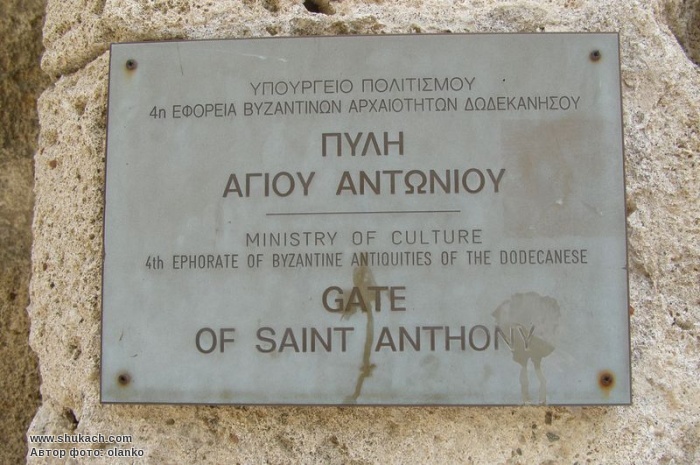 ΥΠΟΥΡΓΕΙΟ ΠΟΛΙΤΙΣΜΟΥ
4η ΕΦΟΡΕΙΑ ΒΥΖΑΝΤΙΝΩΝ ΑΡΧΑΙΟΤΗΤΩΝ ΔΩΔΕΚΑΝΗΣΟΥ
ΠΥΛΗ
ΑΓΙΟΥ ΑΝΤΩΝΙΟΥ
MINISTRY OF CULTURE
4th EPHORATE OF BYZANTINE ANTIQUITIES OF THE DODECANESE
GATE
OF SAINT ANTHONY
www.shukach.com
Автор фото: olanko